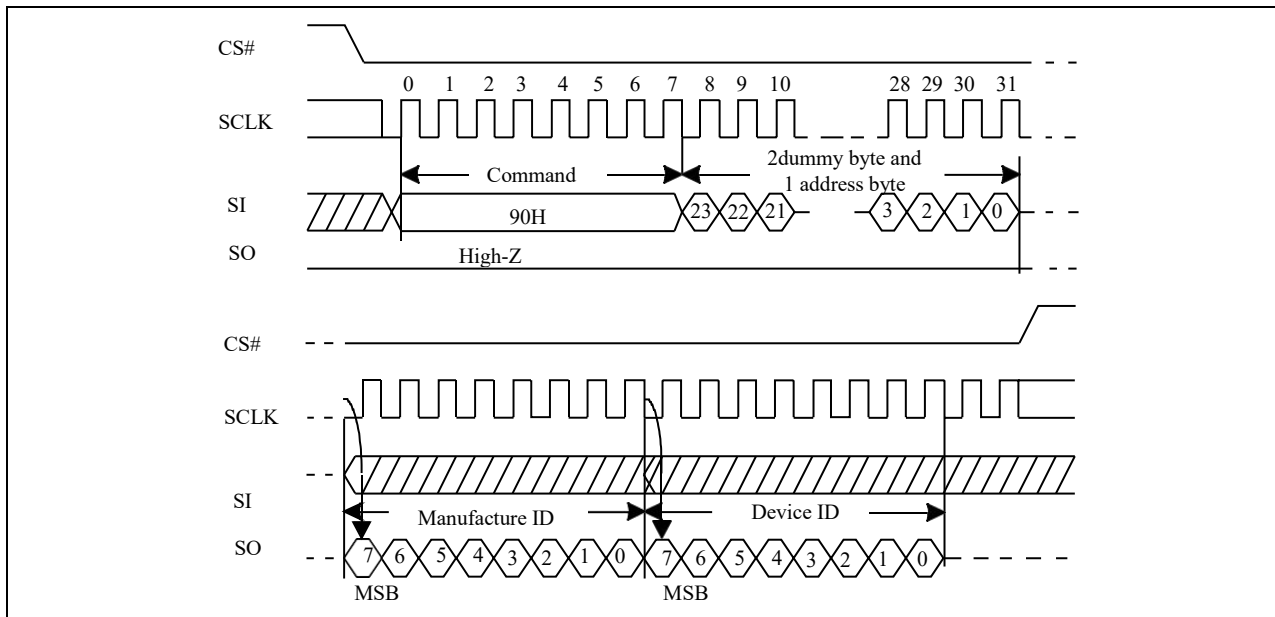 CS#
0 1 2 3 4 5 6 7 8 9 10 28 29 30 31
SCLK
2dummy byte and
Command 1 address byte
SI 90H 23 22 21 3 2 1 0
SO High-Z
CS#
SCLK
SI
Manufacture ID Device ID
SO 7 6 5 4 3 2 1 0 7 6 5 4 3 2 1 0
MSB MSB